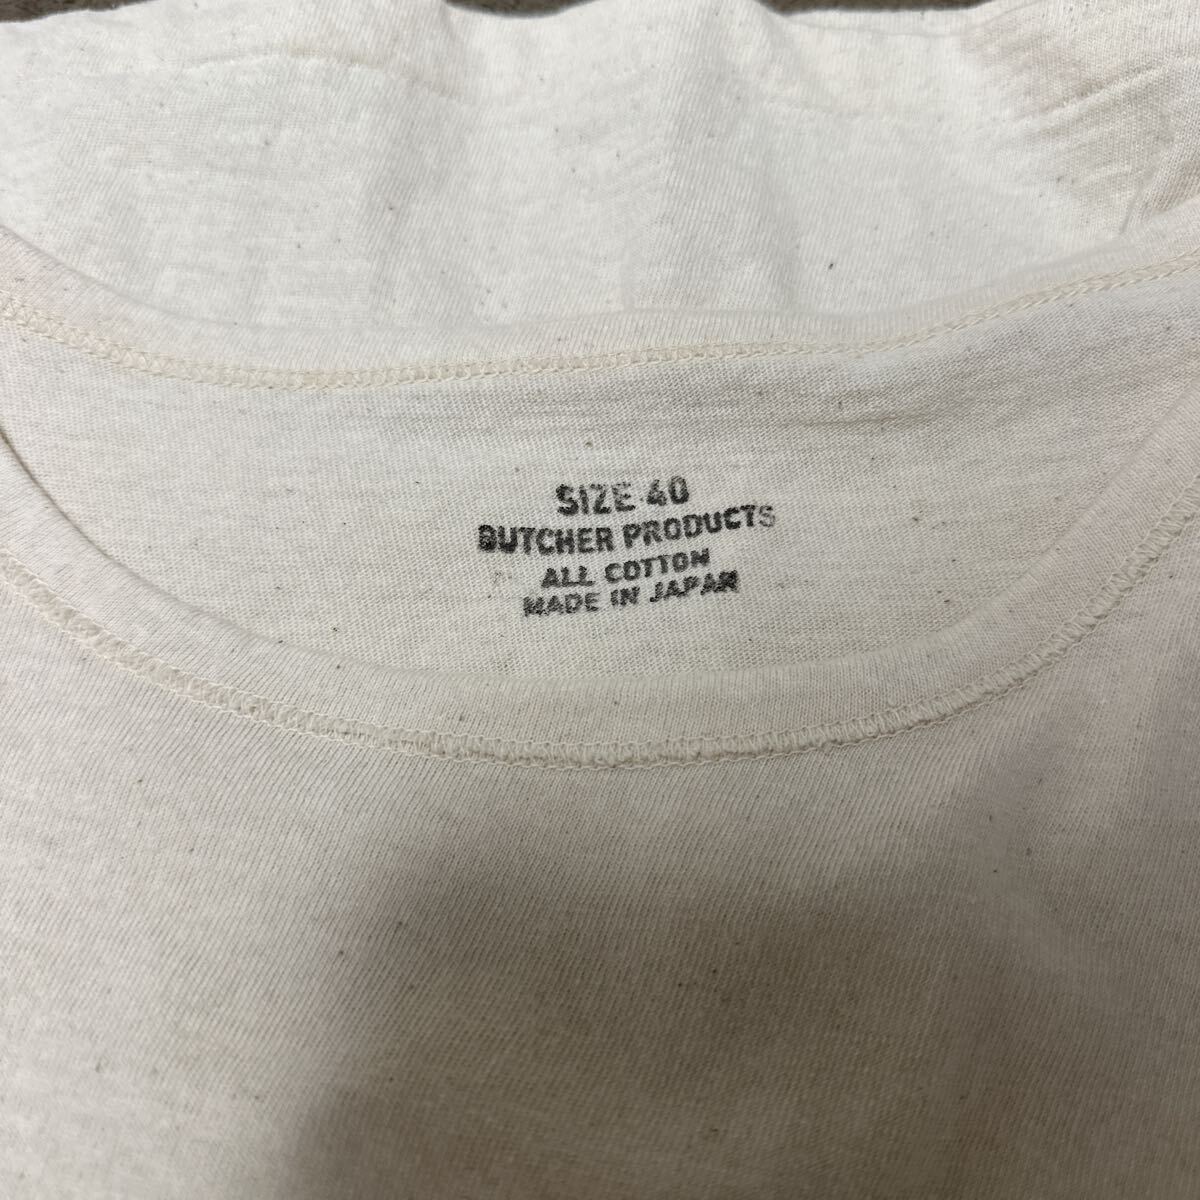 SIZE 40
BUTCHER PRODUCTS
ALL COTTON
MADE IN JAPAN